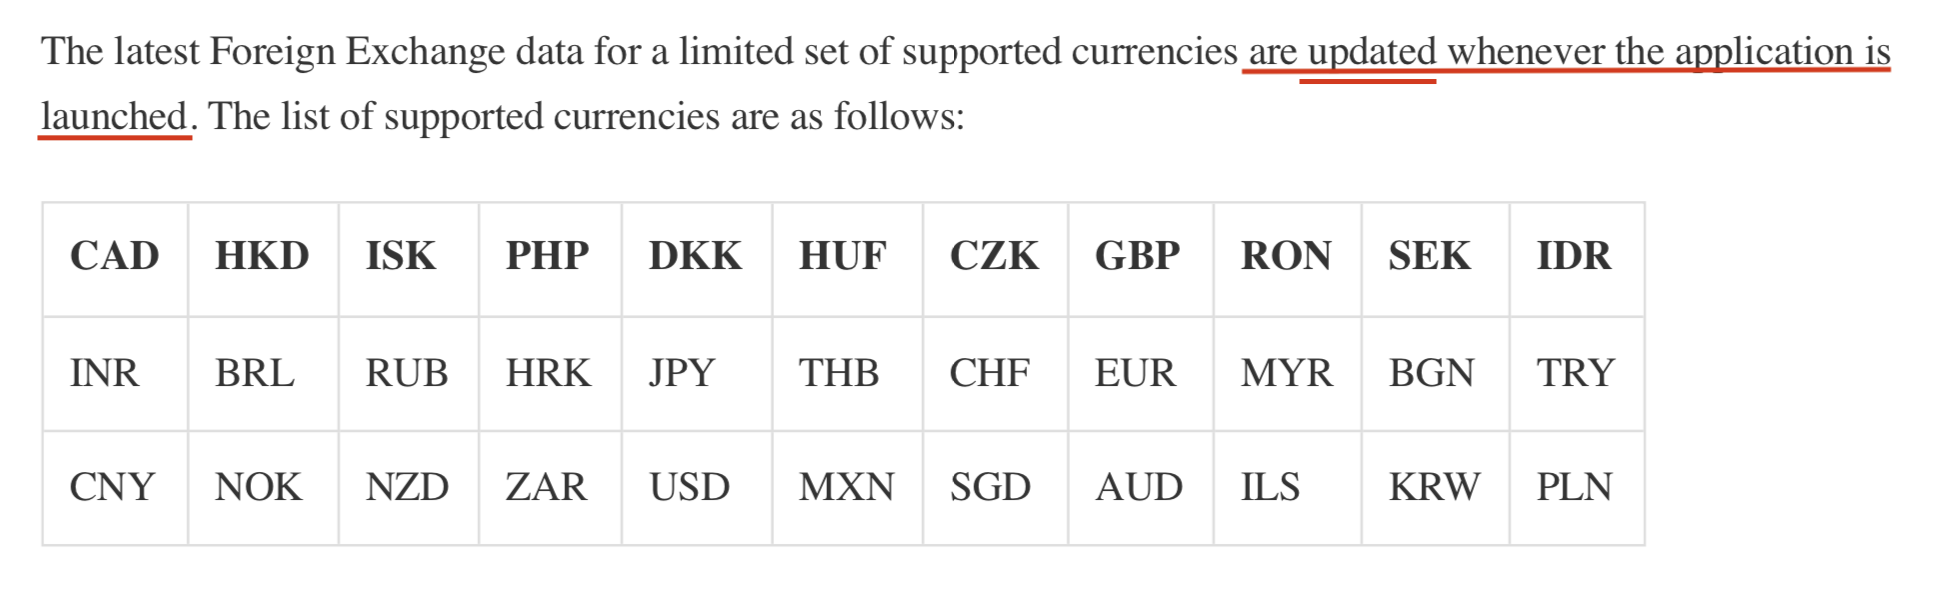 The latest Foreign Exchange data for a limited set of supported currencies are updated whenever the application is
launched. The list of supported currencies are as follows:
CAD HKD ISK PHP DKK HUF CZK GBP RON SEK IDR
INR BRL RUB HRK JPY THB CHF EUR MYR BGN TRY
CNY NOK NZD ZAR USD MXN SGD AUD ILS KRW PLN